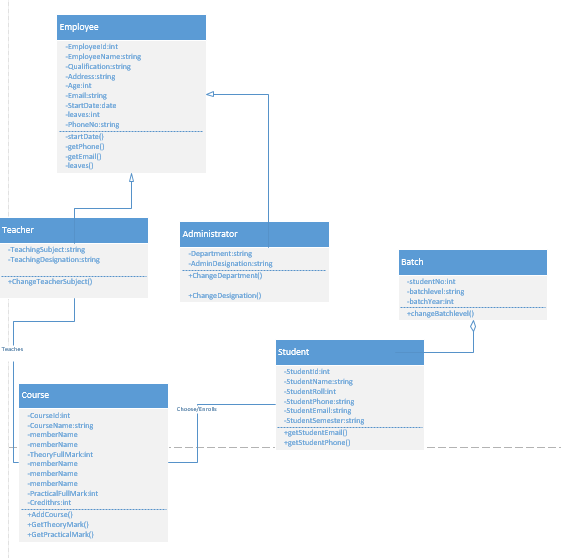 Employee
-EmployeeId:int
-EmployeeName:string
-Qualification:string
-Address:string
-Age:int
-Email:string
-StartDate:date
-leaves:int
-PhoneNo:string
-startDate()
-getPhone()
-getEmail()
-leaves()
Teacher
-TeachingSubject:string
-TeachingDesignation:string
+ChangeTeacherSubject()
Administrator
-Department:string
-AdminDesignation:string
+ChangeDepartment()
+ChangeDesignation()
Batch
-studentNo:int
-batchlevel:string
-batchYear:int
+changeBatchlevel()
Teaches
Student
-StudentId:int
-StudentName:string
-StudentRoll:int
-StudentPhone:string
-StudentEmail:string
-StudentSemester:string
+getStudentEmail()
+getStudentPhone()
Choose/Enrolls
Course
-CourseId:int
-CourseName:string
-memberName
-memberName
-TheoryFullMark:int
-memberName
-memberName
-memberName
-PracticalFullMark:int
-Credithrs:int
+AddCourse()
+GetTheoryMark()
+GetPracticalMark()